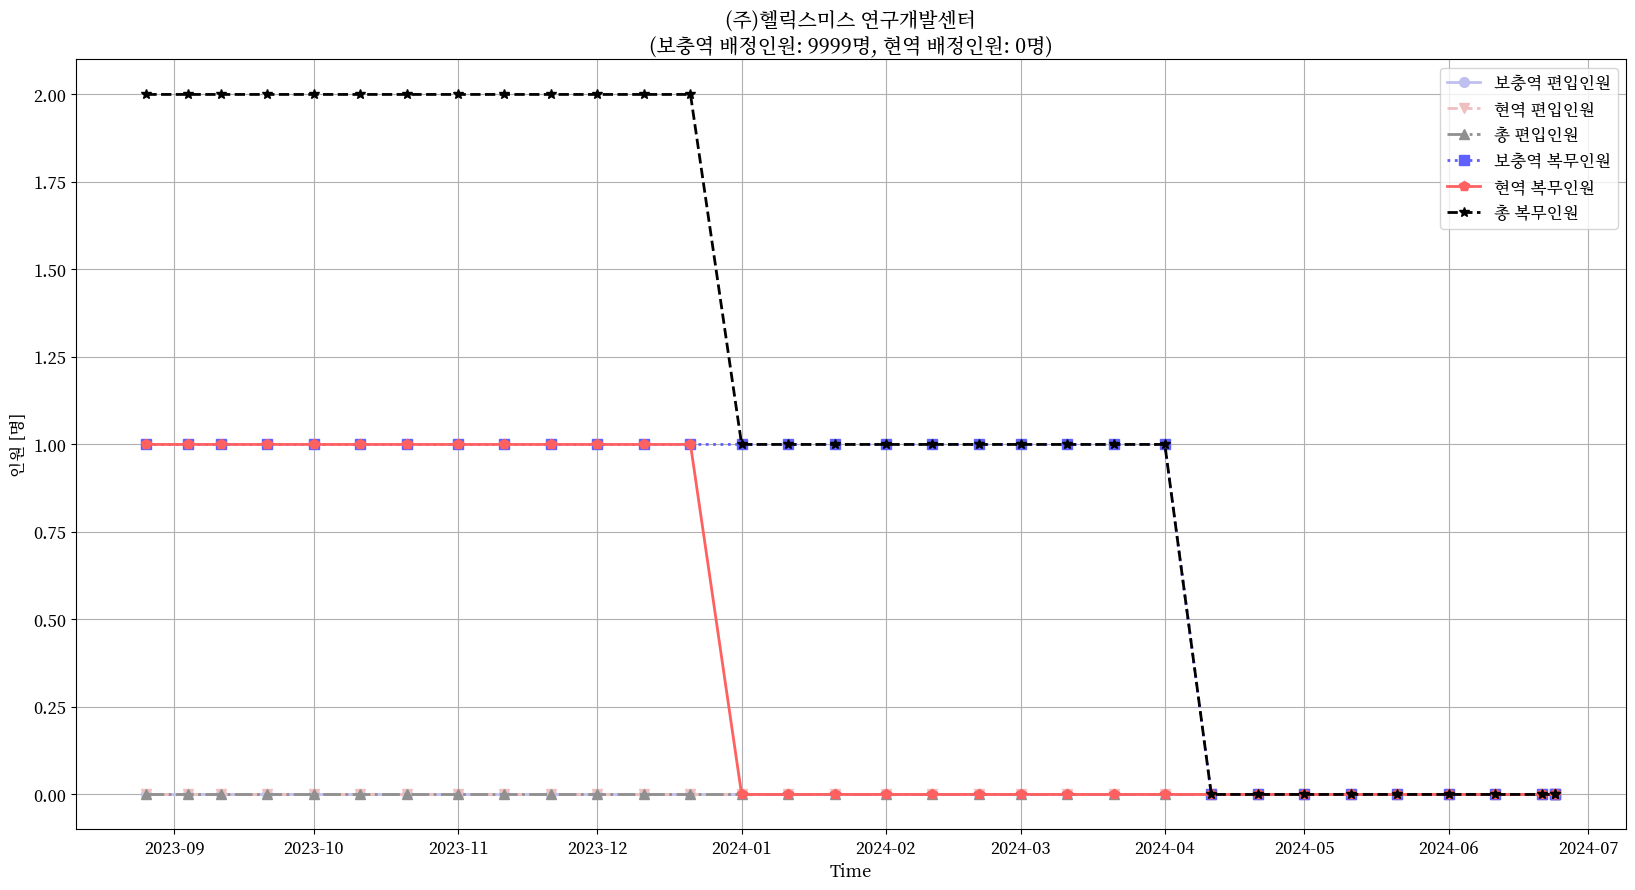 (주)헬릭스미스 연구개발센터
(보충역 배정인원: 9999명, 현역 배정인원: 0명)
보충역 편입인원
현역 편입인원
총 편입인원
보충역 복무인원
현역 복무인원
총 복무인원
인원 [명]
2.00
1.75
1.50
1.25
1.00
0.75
0.50
0.25
0.00
2023-09 2023-10 2023-11 2023-12 2024-01 2024-02 2024-03 2024-04 2024-05 2024-06 2024-07
Time